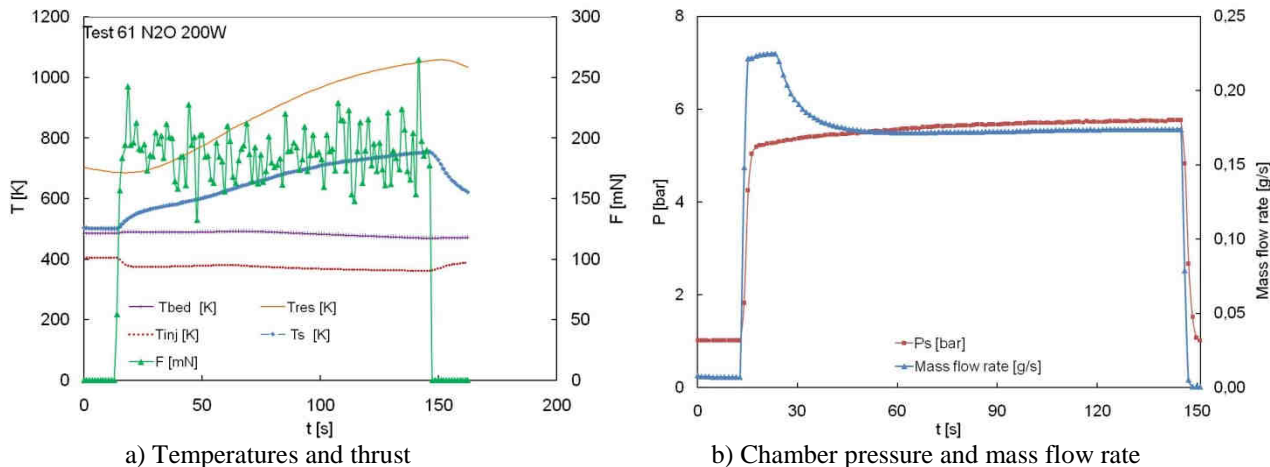 Test 61 N2O 200W
1200
1000
800
600
400
200
0
T [K]
300
250
200
150
100
50
0
F [mN]
Tbed [K]
Tres [K]
Tinj [K]
Ts [K]
F [mN]
0
50
100
150
200
t [s]
a) Temperatures and thrust
8
6
4
2
0
P [bar]
0,25
0,20
0,15
0,10
0,05
0,00
Mass flow rate [g/s]
Ps [bar]
Mass flow rate [g/s]
0
30
60
90
120
150
t [s]
b) Chamber pressure and mass flow rate